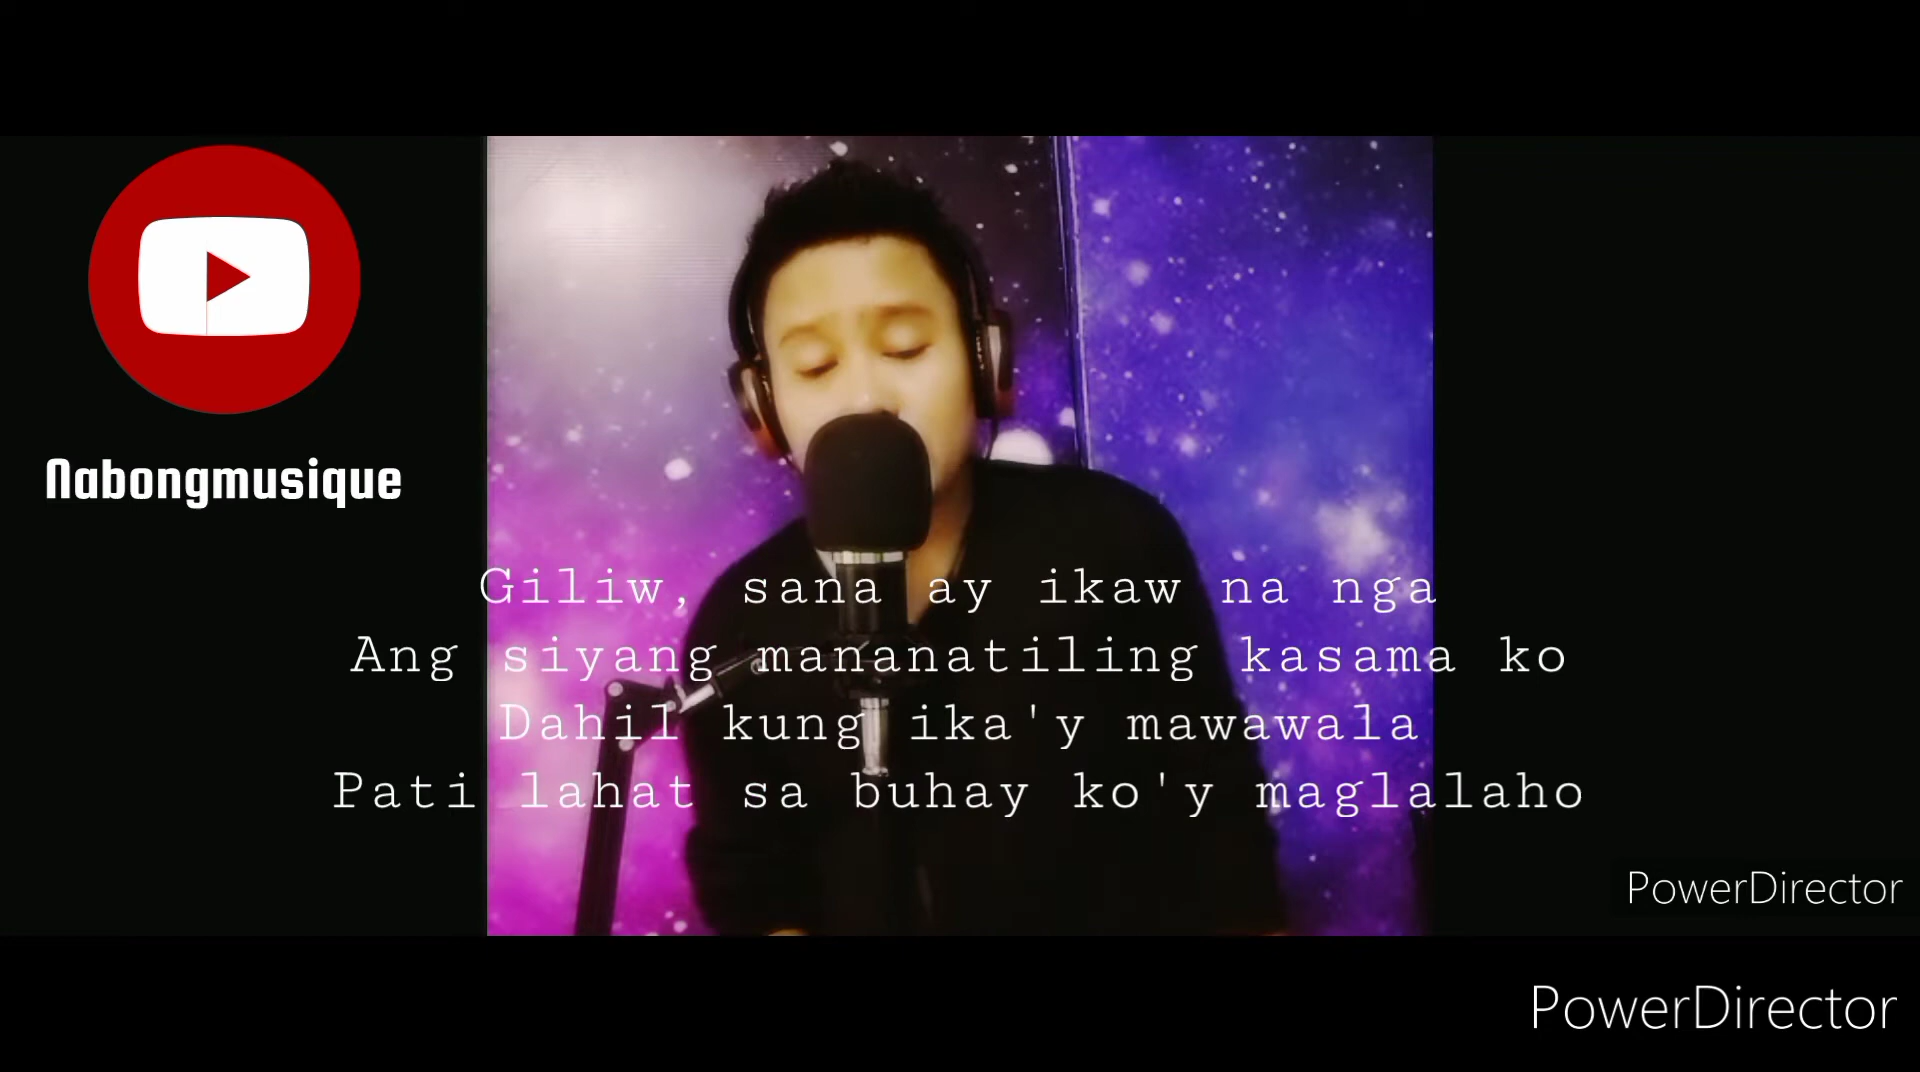 Nabongmusique
Giliw, sana ay ikaw na nga
Ang siyang mananatiling kasama ko
Dahil kung ika'y mawawala
Pati lahat sa buhay ko'y maglalaho
PowerDirector
PowerDirector